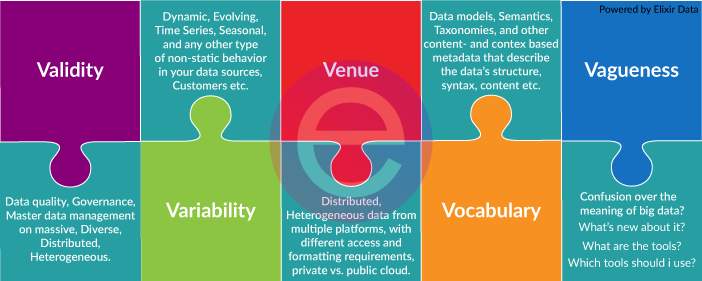 Powered by Elixir Data
Validity
Data quality, Governance,
Master data management
on massive, Diverse,
Distributed,
Heterogeneous.
Dynamic, Evolving,
Time Series, Seasonal,
and any other type
of non-static behavior
in your data sources,
Customers etc.
Variability
Venue
Distributed,
Heterogeneous data from
multiple platforms, with
different access and
formatting requirements,
private vs. public cloud.
Data models, Semantics,
Taxonomies, and other
content- and contex based
metadata that describe
the data's structure,
syntax, content etc.
Vocabulary
Vagueness
Confusion over the
meaning of big data?
What's new about it?
What are the tools?
Which tools should i use?